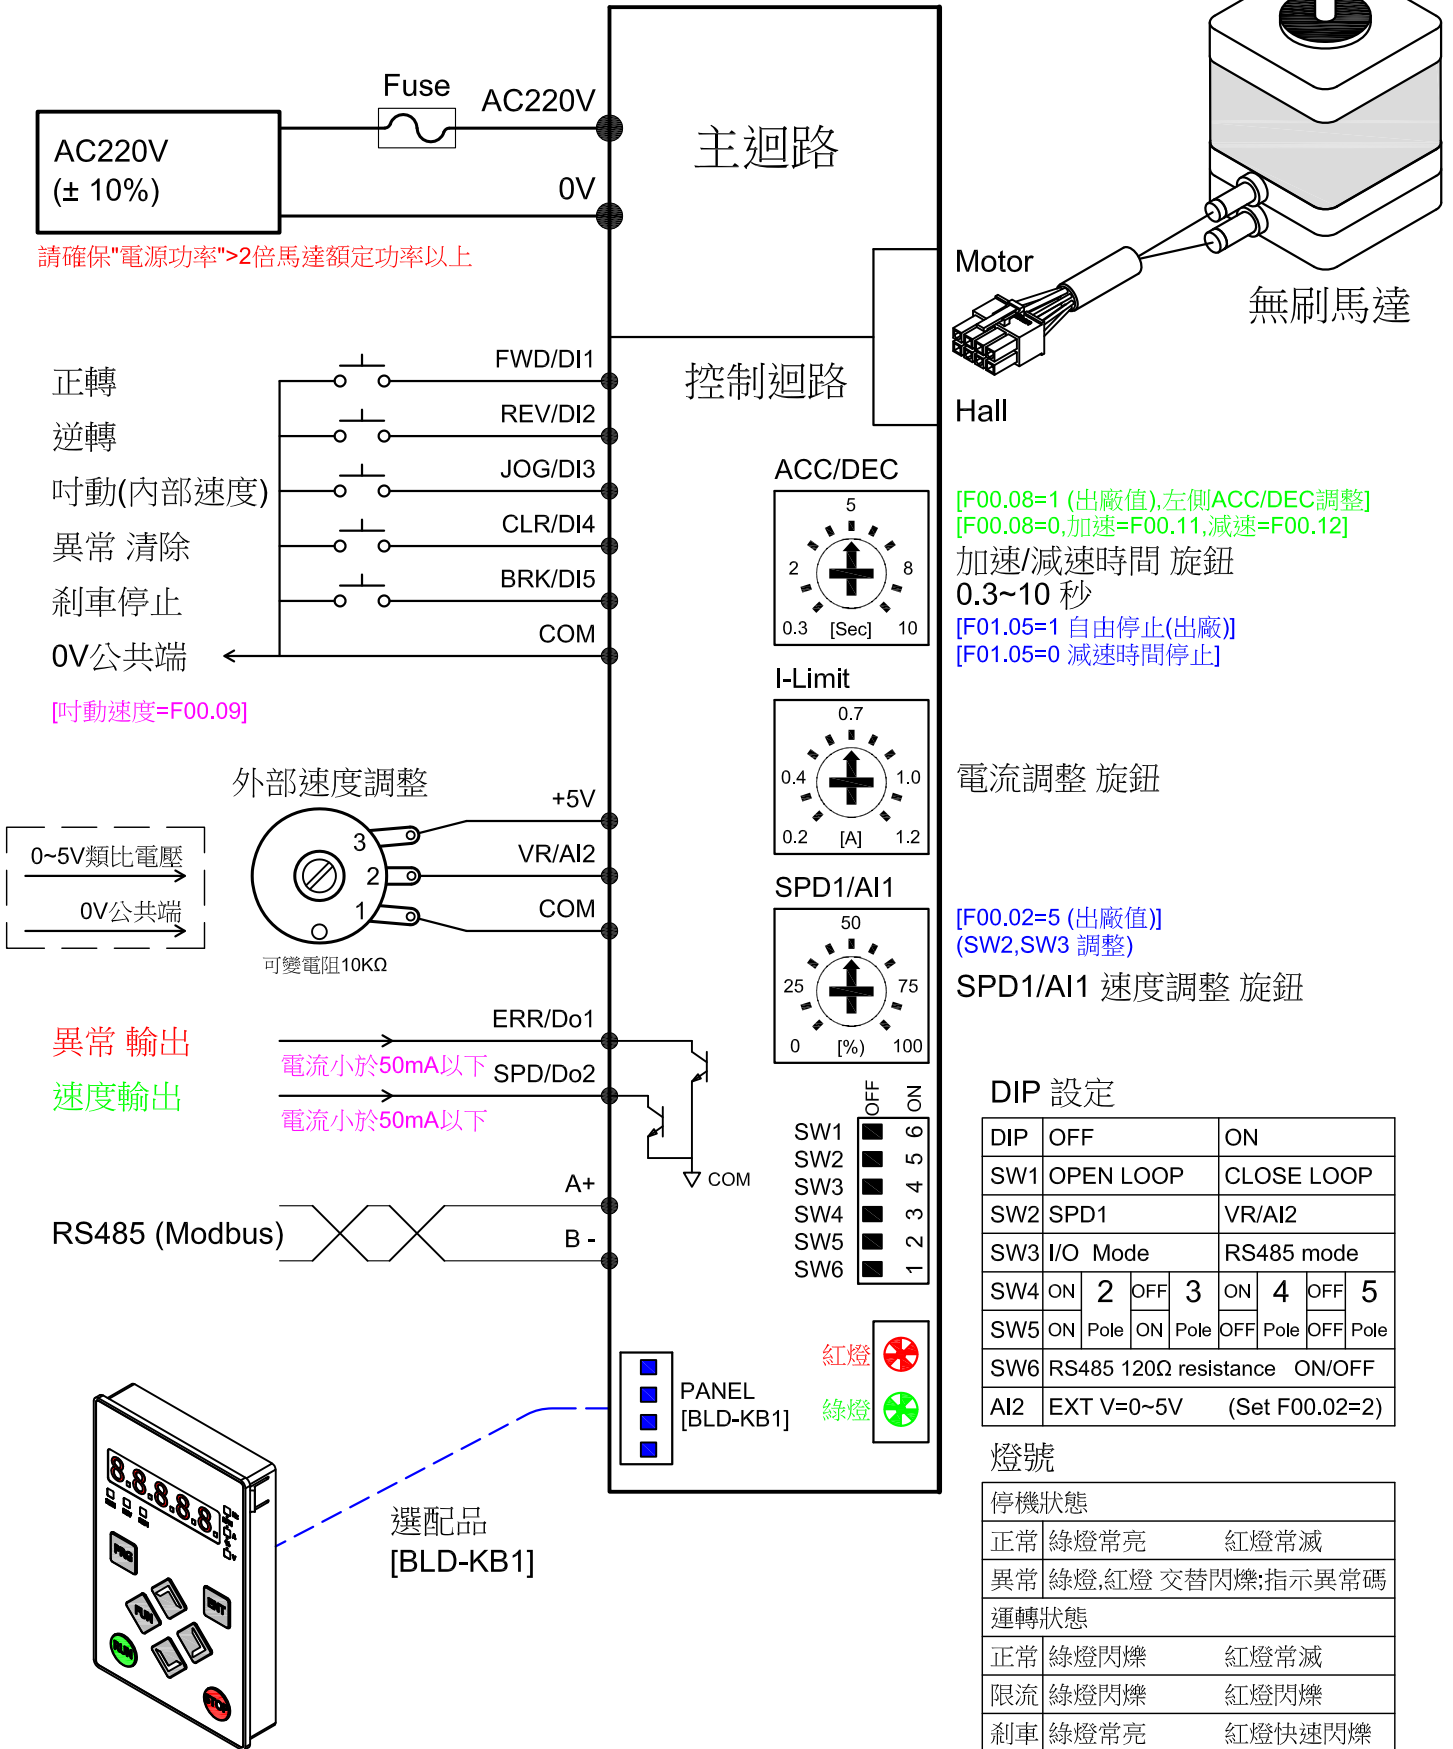 Fuse
AC220V
AC220V
(± 10%)
0V
主迴路
請確保"電源功率">2倍馬達額定功率以上
Motor
無刷馬達
Hall
控制迴路
正轉
FWD/DI1
逆轉
REV/DI2
吋動(內部速度)
JOG/DI3
異常 清除
CLR/DI4
剎車停止
BRK/DI5
0V公共端
COM
[吋動速度=F00.09]
ACC/DEC
5
2
8
0.3
[Sec]
10
[F00.08=1 (出廠值),左側ACC/DEC調整]
[F00.08=0,加速=F00.11,減速=F00.12]
加速/減速時間 旋鈕
0.3~10 秒
[F01.05=1 自由停止(出廠)]
[F01.05=0 減速時間停止]
I-Limit
0.7
0.4
1.0
0.2
[A]
1.2
電流調整 旋鈕
外部速度調整
+5V
VR/AI2
COM
3
2
1
可變電阻10KΩ
0~5V類比電壓
0V公共端
SPD1/AI1
50
25
75
0
[%)
100
[F00.02=5 (出廠值)]
(SW2,SW3 調整)
SPD1/AI1 速度調整 旋鈕
異常 輸出
ERR/Do1
電流小於50mA以下
速度輸出
SPD/Do2
電流小於50mA以下
COM
RS485 (Modbus)
A+
B -
OFF
ON
SW1 6
SW2 5
SW3 4
SW4 3
SW5 2
SW6 1
紅燈
綠燈
PANEL
[BLD-KB1]
選配品
[BLD-KB1]
8.8.8.8.8.
PRG
FUN
ENT
RUN
STOP
DIP 設定
DIP OFF ON
SW1 OPEN LOOP CLOSE LOOP
SW2 SPD1 VR/AI2
SW3 I/O Mode RS485 mode
SW4 ON 2 OFF 3 ON 4 OFF 5
SW5 ON Pole ON Pole OFF Pole OFF Pole
SW6 RS485 120Ω resistance ON/OFF
AI2 EXT V=0~5V (Set F00.02=2)
燈號
停機狀態
正常 綠燈常亮 紅燈常滅
異常 綠燈,紅燈 交替閃爍;指示異常碼
運轉狀態
正常 綠燈閃爍 紅燈常滅
限流 綠燈閃爍 紅燈閃爍
剎車 綠燈常亮 紅燈快速閃爍